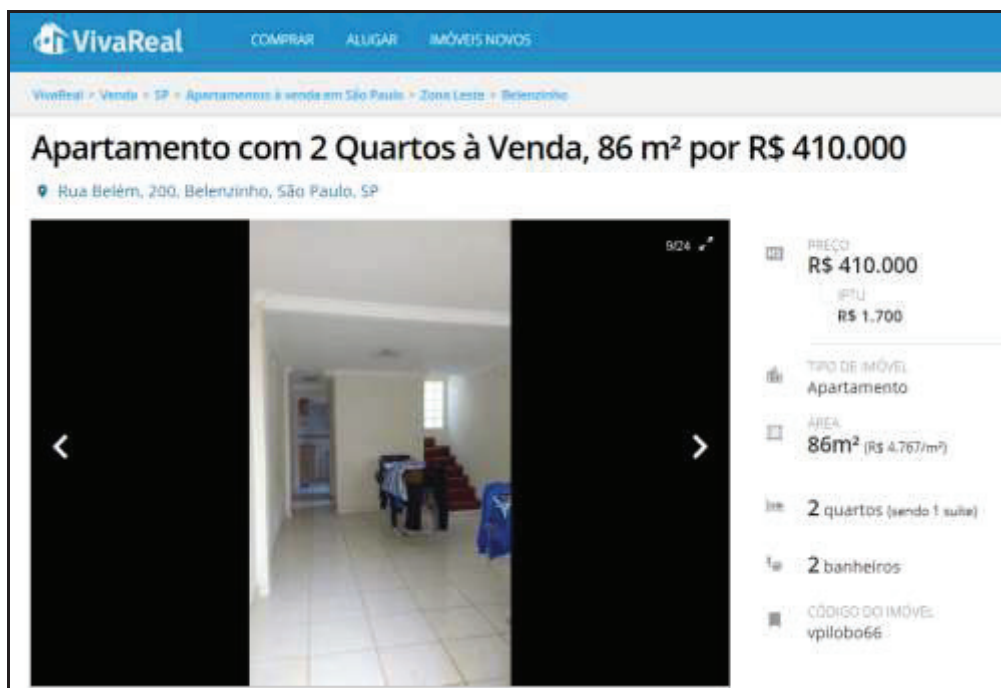 VivaReal COMPRAR ALUGAR IMÓVEIS NOVOS
VivaReal > Venda > SP > Apartamentos à venda em São Paulo > Zona Leste > Belenzinho
Apartamento com 2 Quartos à Venda, 86 m² por R$ 410.000
Rua Belém, 200, Belenzinho, São Paulo, SP
9/24
PREÇO
R$ 410.000
IPTU
R$ 1.700
TIPO DE IMÓVEL
Apartamento
ÁREA
86m² (R$ 4.767/m²)
2 quartos (sendo 1 suíte)
2 banheiros
CÓDIGO DO IMÓVEL
vpilobo66